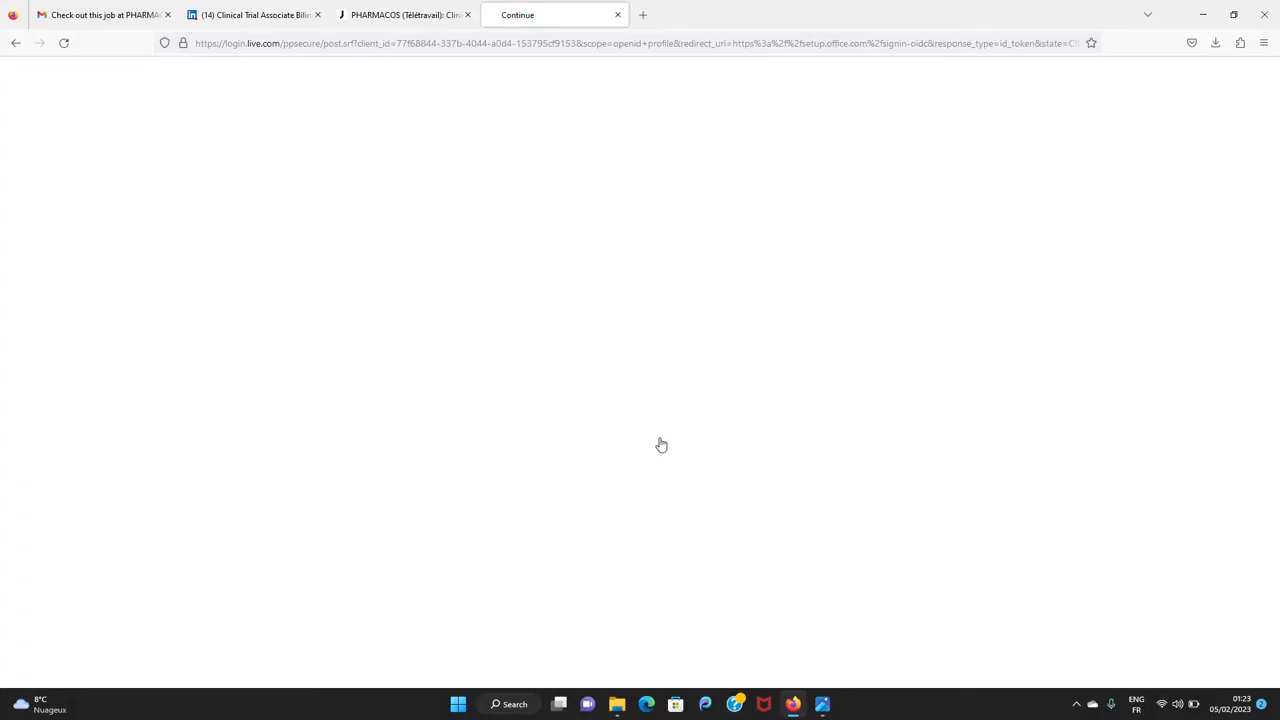 Check out this job at PHARMAC
(14) Clinical Trial Associate Bilin
PHARMACOS (Télétravail): Clin
Continue
https://login.live.com/ppsecure/post.srf?client_id=77f68844-337b-4044-a0d4-153795cf9153&scope=openid+profile&redirect_uri=https%3a%2f%2fsetup.office.com%2fsignin-oidc&response_type=id_token&state=C
8°C
Nuageux
Search
ENG
FR
01:23
05/02/2023
2